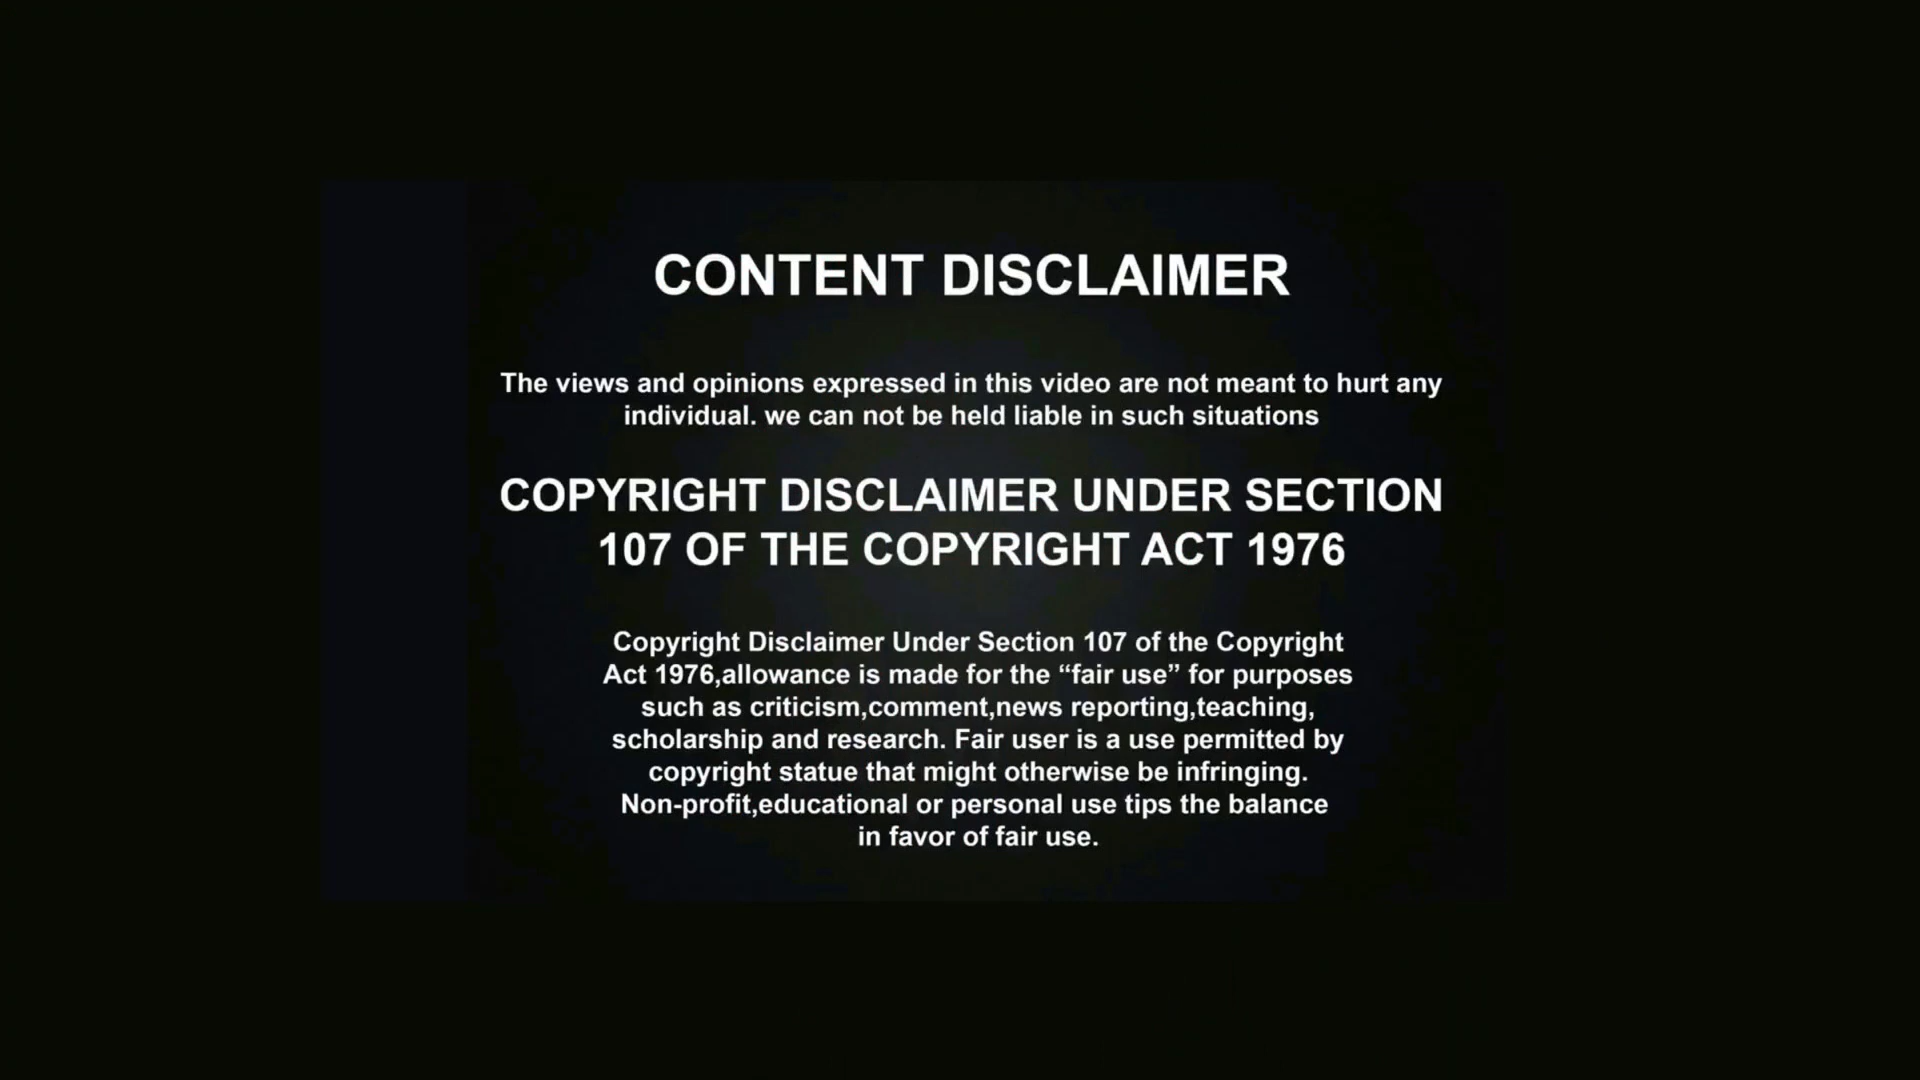 CONTENT DISCLAIMER
The views and opinions expressed in this video are not meant to hurt any
individual. we can not be held liable in such situations
COPYRIGHT DISCLAIMER UNDER SECTION
107 OF THE COPYRIGHT ACT 1976
Copyright Disclaimer Under Section 107 of the Copyright
Act 1976,allowance is made for the “fair use” for purposes
such as criticism,comment,news reporting,teaching,
scholarship and research. Fair user is a use permitted by
copyright statue that might otherwise be infringing.
Non-profit,educational or personal use tips the balance
in favor of fair use.